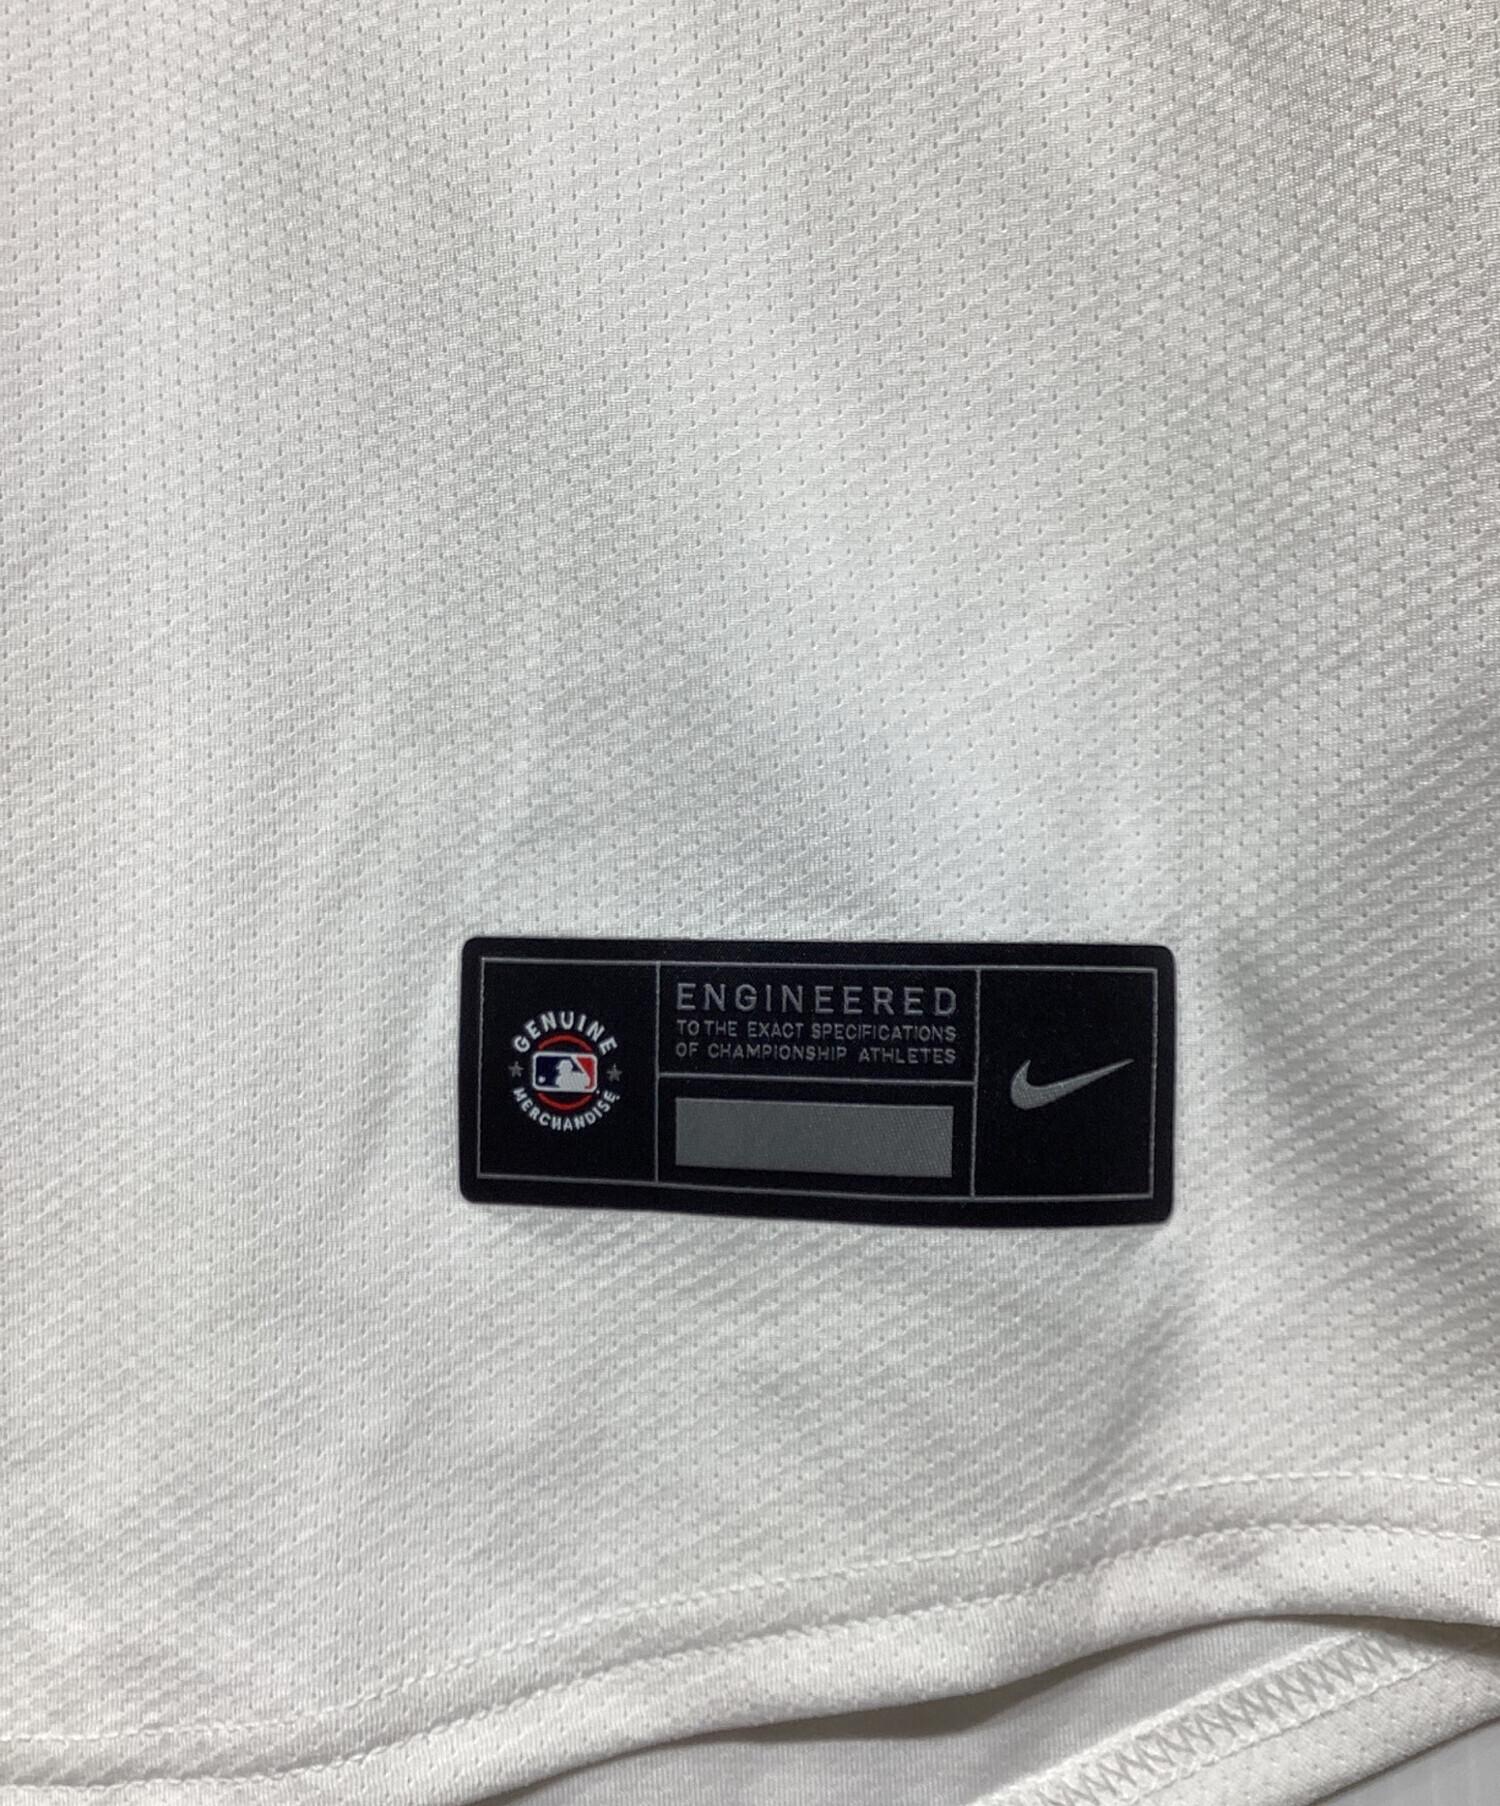 GENUINE
MERCHANDISE
ENGINEERED
TO THE EXACT SPECIFICATIONS
OF CHAMPIONSHIP ATHLETES